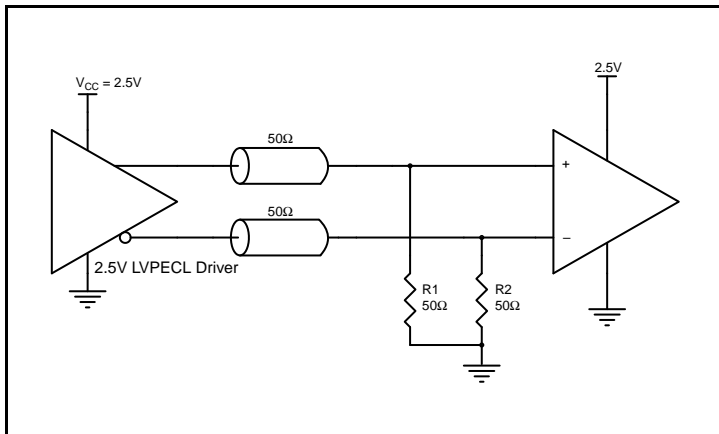 VCC = 2.5V
2.5V
50Ω
+
50Ω
−
2.5V LVPECL Driver
R1
50Ω
R2
50Ω